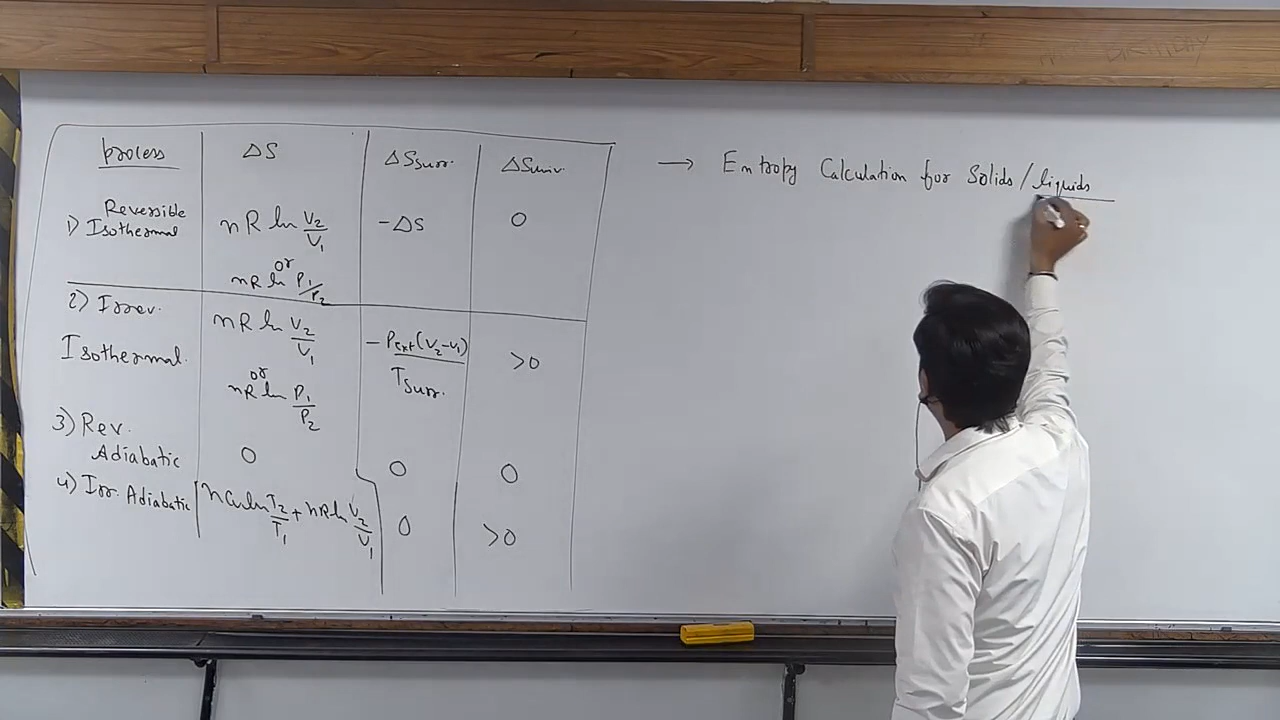 process ΔS ΔSsurr. ΔSuniv.
1) Reversible Isothermal nR ln V2/V1 or nR ln P1/P2 -ΔS 0
2) Irrev. Isothermal. nR ln V2/V1 or nR ln P1/P2 -Pext(V2-V1)/Tsurr. >0
3) Rev. Adiabatic 0 0 0
4) Irr. Adiabatic nCv ln T2/T1 + nR ln V2/V1 0 >0
→ Entropy Calculation for Solids/liquids